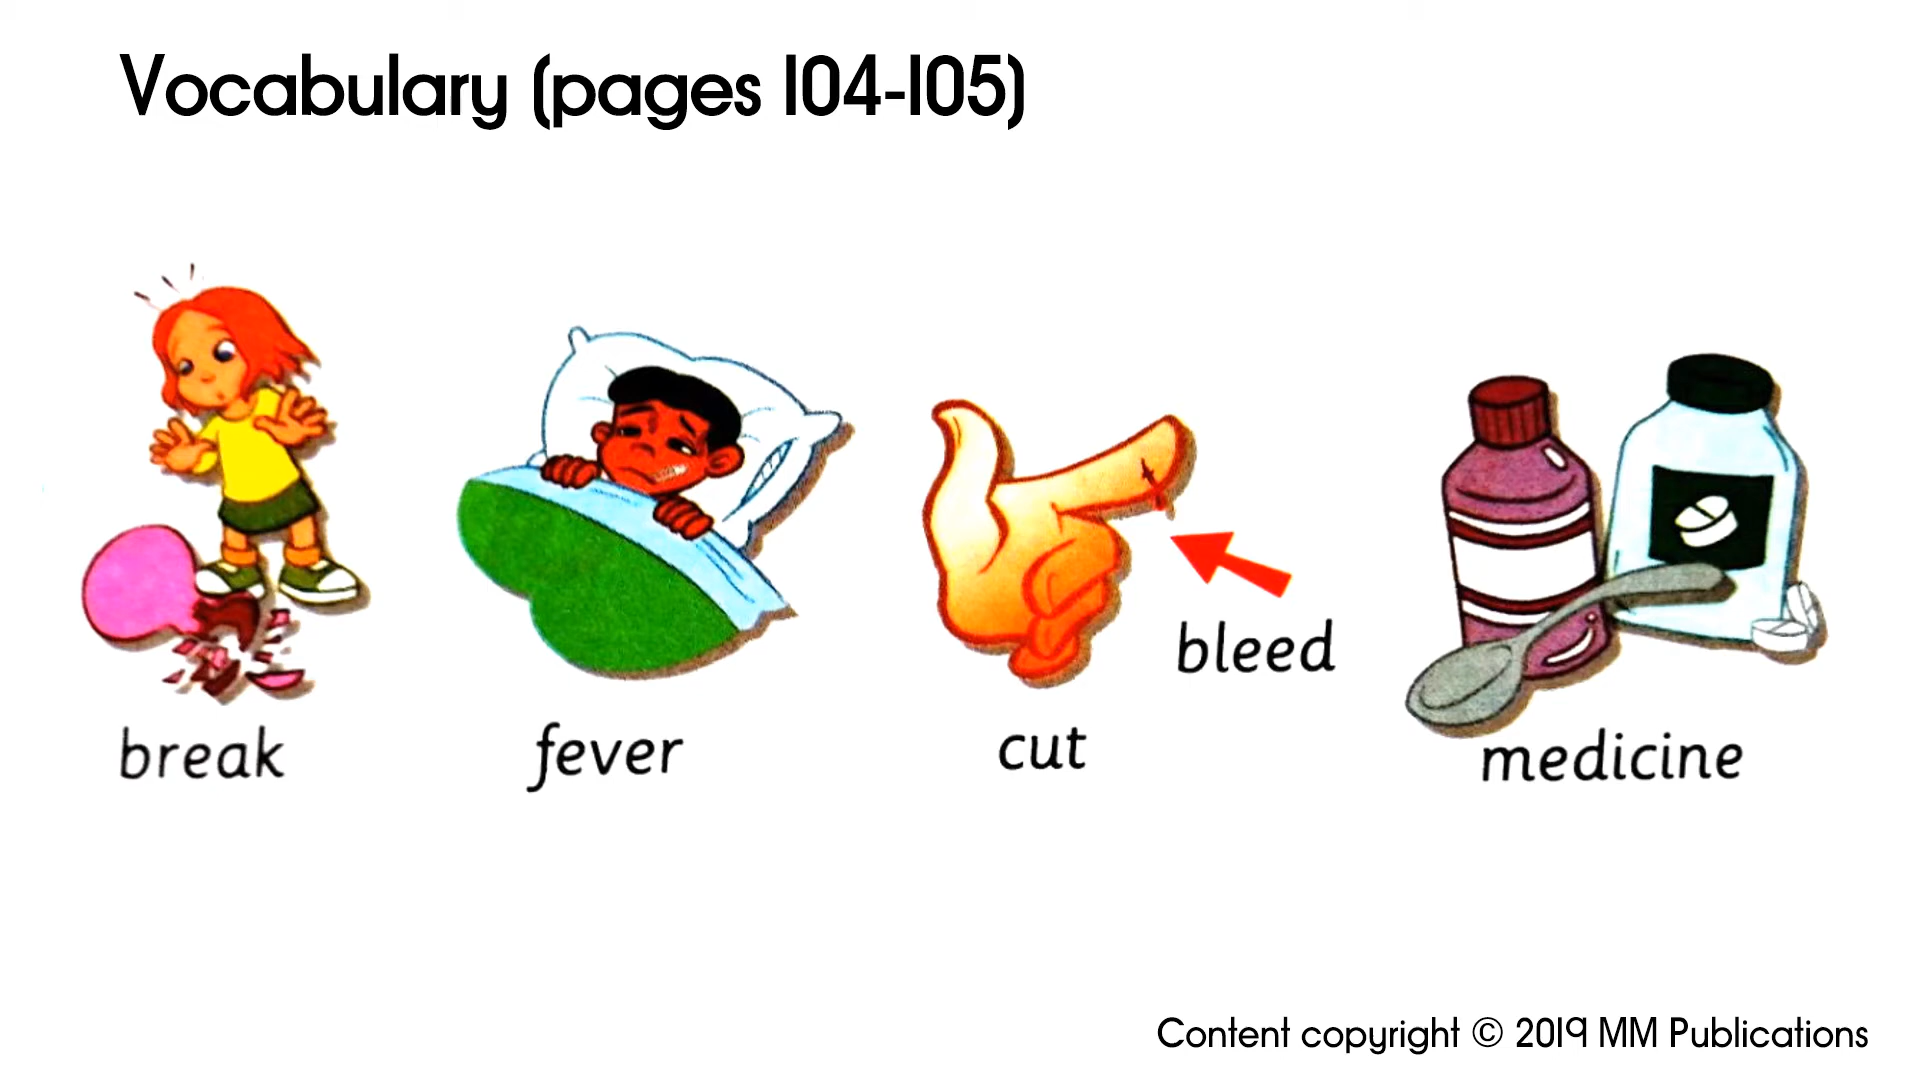 Vocabulary (pages 104-105)
bleed
break
fever
cut
medicine
Content copyright © 2019 MM Publications